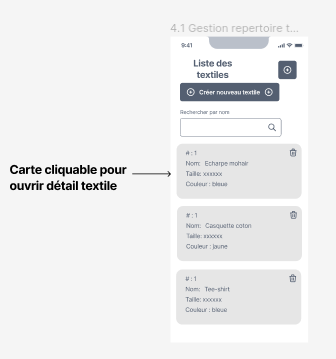 4.1 Gestion repertoire t...
9:41
Liste des
textiles
Créer nouveau textile
Rechercher par nom
Carte cliquable pour
ouvrir détail textile
# : 1
Nom: Echarpe mohair
Taille: xxxxxx
Couleur : bleue
# : 1
Nom: Casquette coton
Taille: xxxxxx
Couleur : jaune
# : 1
Nom: Tee-shirt
Taille: xxxxxx
Couleur : bleue